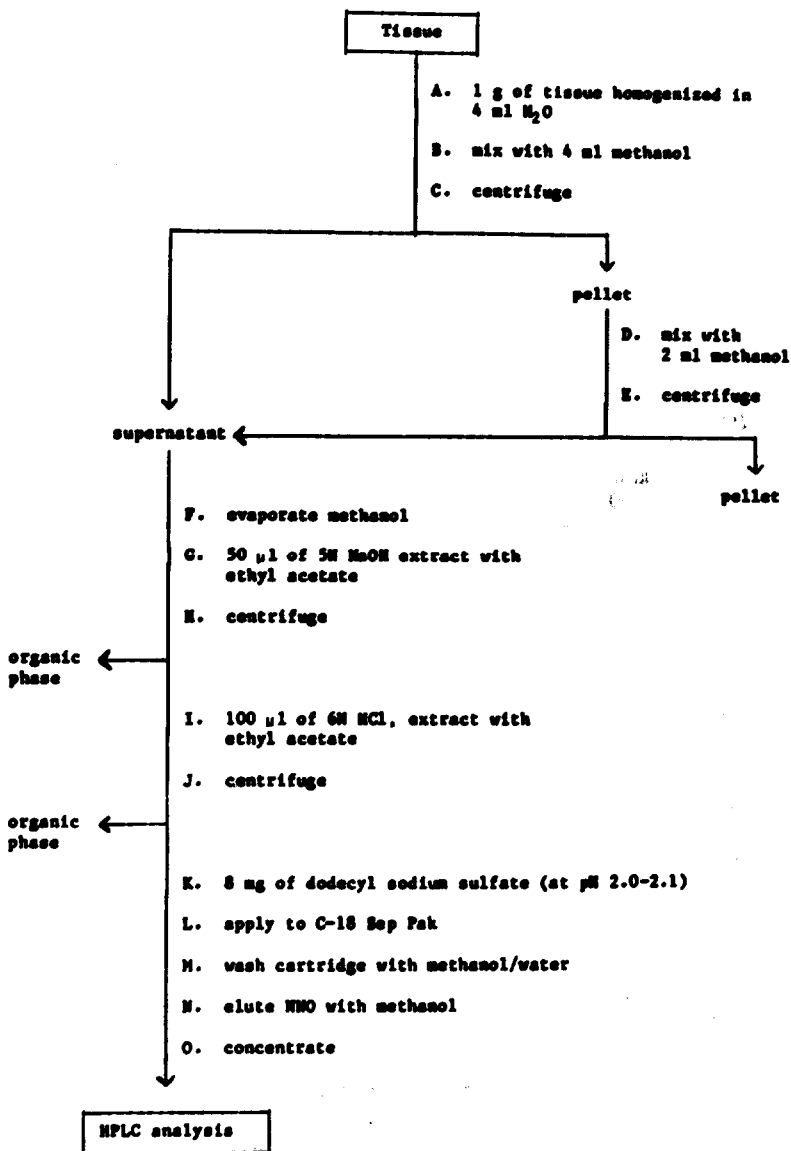 Tissue
A. 1 g of tissue homogenized in
4 ml H₂O
B. mix with 4 ml methanol
C. centrifuge
pellet
D. mix with
2 ml methanol
E. centrifuge
supernatant
pellet
F. evaporate methanol
G. 50 µl of 5N NaOH extract with
ethyl acetate
H. centrifuge
organic
phase
I. 100 µl of 6N HCl, extract with
ethyl acetate
J. centrifuge
organic
phase
K. 8 mg of dodecyl sodium sulfate (at pH 2.0-2.1)
L. apply to C-18 Sep Pak
M. wash cartridge with methanol/water
N. elute NNO with methanol
O. concentrate
HPLC analysis